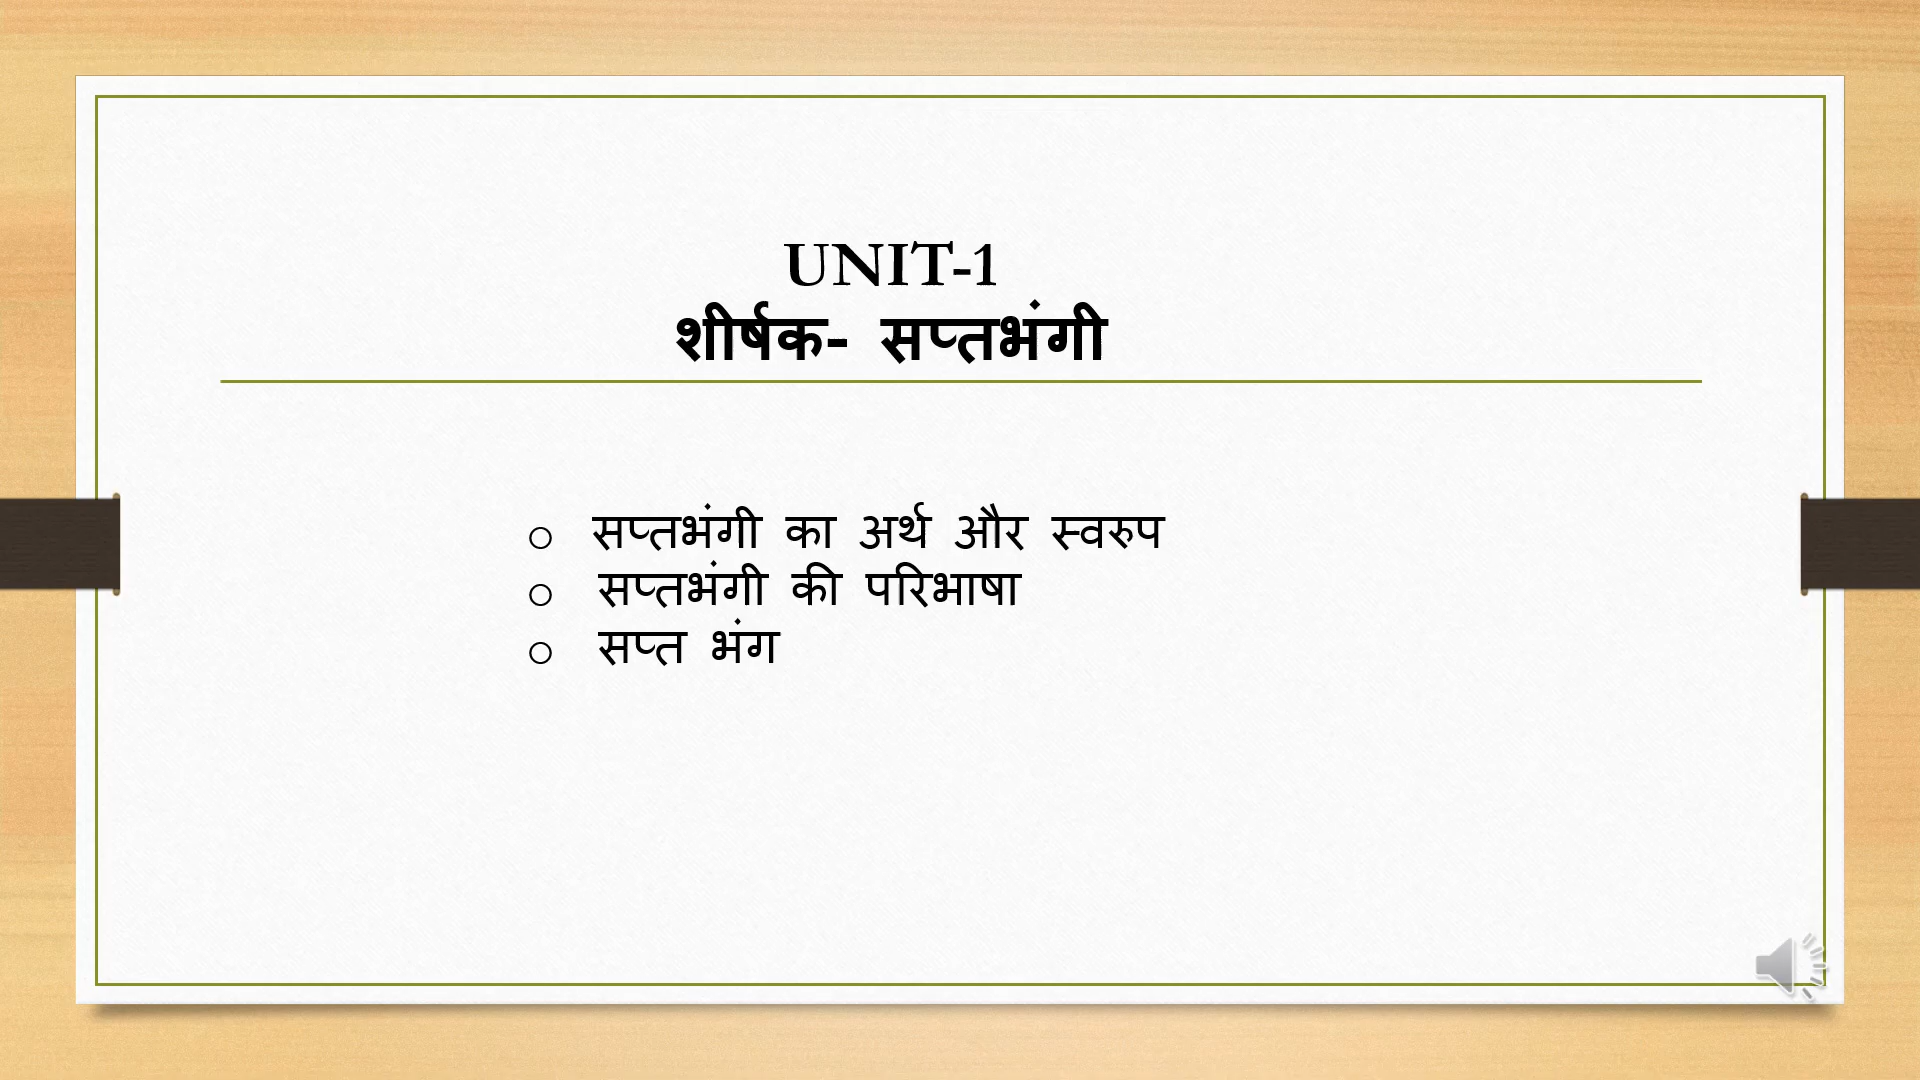 UNIT-1
शीर्षक- सप्तभंगी
o सप्तभंगी का अर्थ और स्वरुप
o सप्तभंगी की परिभाषा
o सप्त भंग